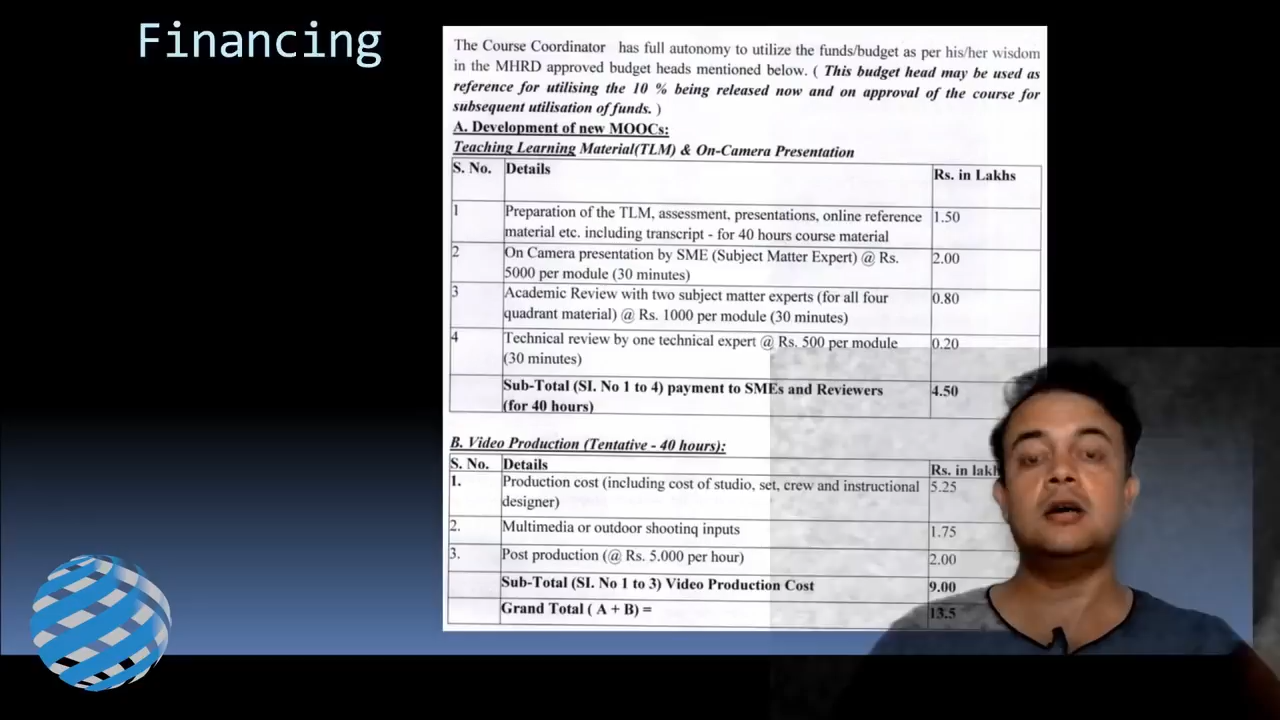 Financing
The Course Coordinator has full autonomy to utilize the funds/budget as per his/her wisdom
in the MHRD approved budget heads mentioned below. ( This budget head may be used as
reference for utilising the 10 % being released now and on approval of the course for
subsequent utilisation of funds. )
A. Development of new MOOCs:
Teaching Learning Material(TLM) & On-Camera Presentation
S. No. Details Rs. in Lakhs
1 Preparation of the TLM, assessment, presentations, online reference 1.50
material etc. including transcript - for 40 hours course material
2 On Camera presentation by SME (Subject Matter Expert) @ Rs. 2.00
5000 per module (30 minutes)
3 Academic Review with two subject matter experts (for all four 0.80
quadrant material) @ Rs. 1000 per module (30 minutes)
4 Technical review by one technical expert @ Rs. 500 per module 0.20
(30 minutes)
Sub-Total (SI. No 1 to 4) payment to SMEs and Reviewers 4.50
(for 40 hours)
B. Video Production (Tentative - 40 hours):
S. No. Details Rs. in lakh
1. Production cost (including cost of studio, set, crew and instructional 5.25
designer)
2. Multimedia or outdoor shooting inputs 1.75
3. Post production (@ Rs. 5.000 per hour) 2.00
Sub-Total (SI. No 1 to 3) Video Production Cost 9.00
Grand Total ( A + B) = 13.5